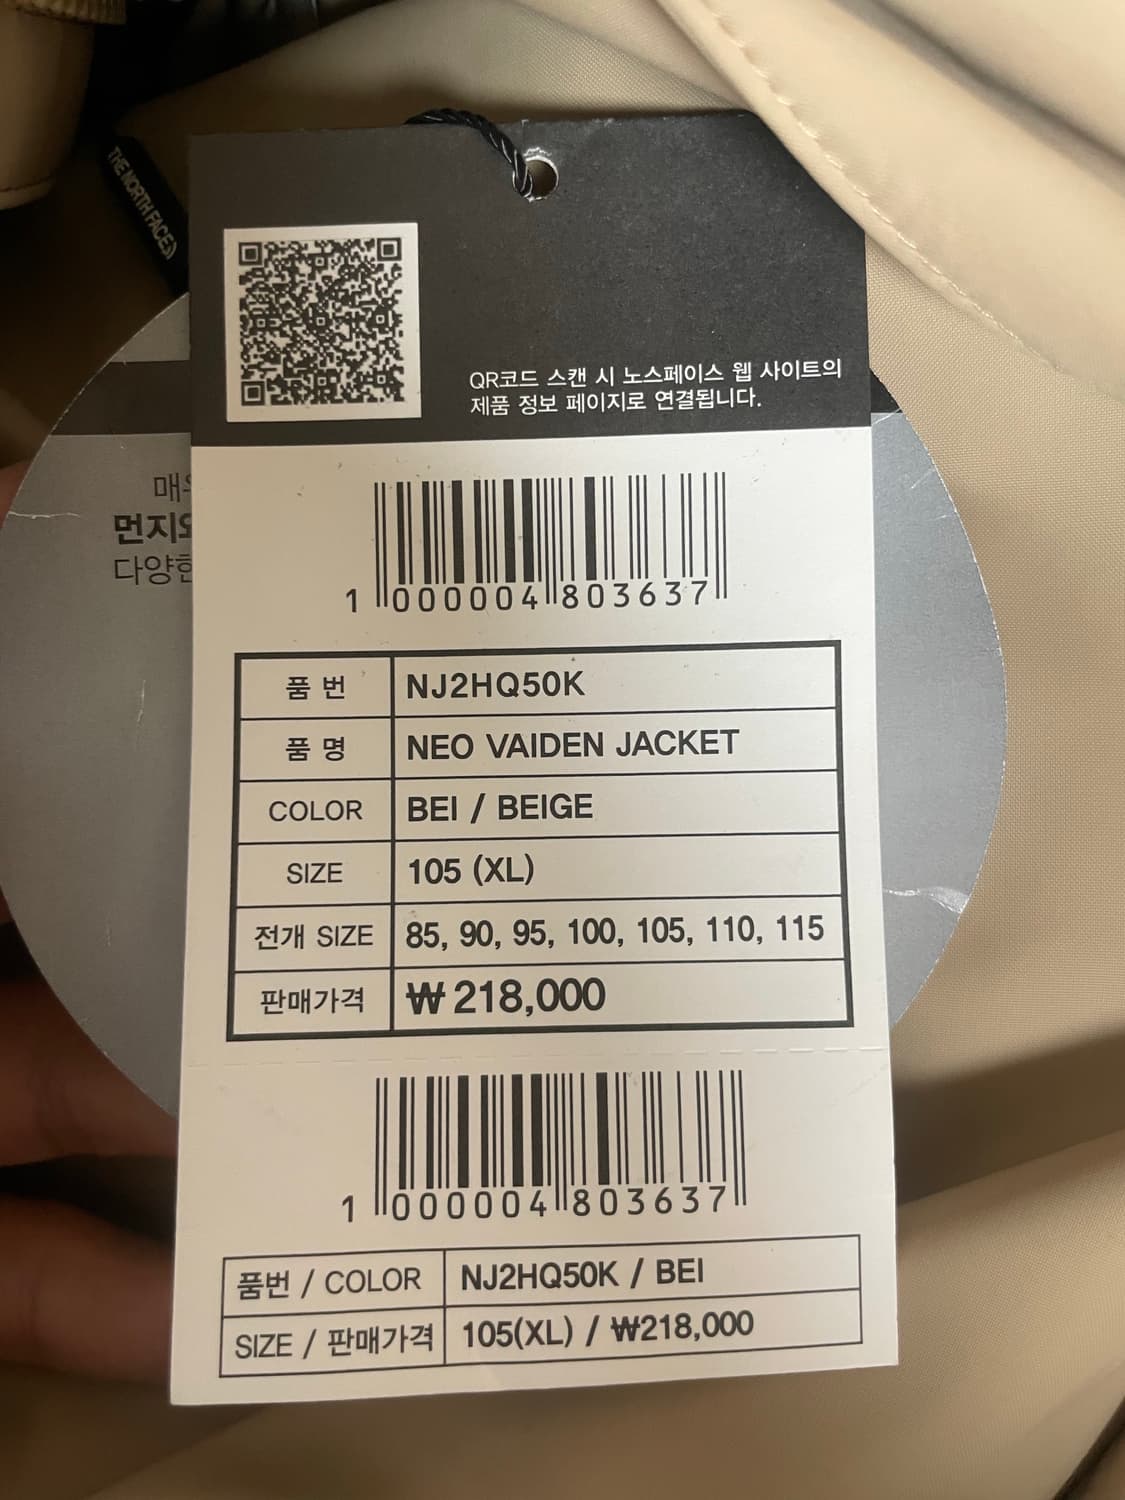 THE NORTH FACE
QR코드 스캔 시 노스페이스 웹 사이트의
제품 정보 페이지로 연결됩니다.
먼지와
1 000004 803637
품 번 NJ2HQ50K
품 명 NEO VAIDEN JACKET
COLOR BEI / BEIGE
SIZE 105 (XL)
전개 SIZE 85, 90, 95, 100, 105, 110, 115
판매가격 ₩ 218,000
1 000004 803637
품번 / COLOR NJ2HQ50K / BEI
SIZE / 판매가격 105(XL) / ₩218,000